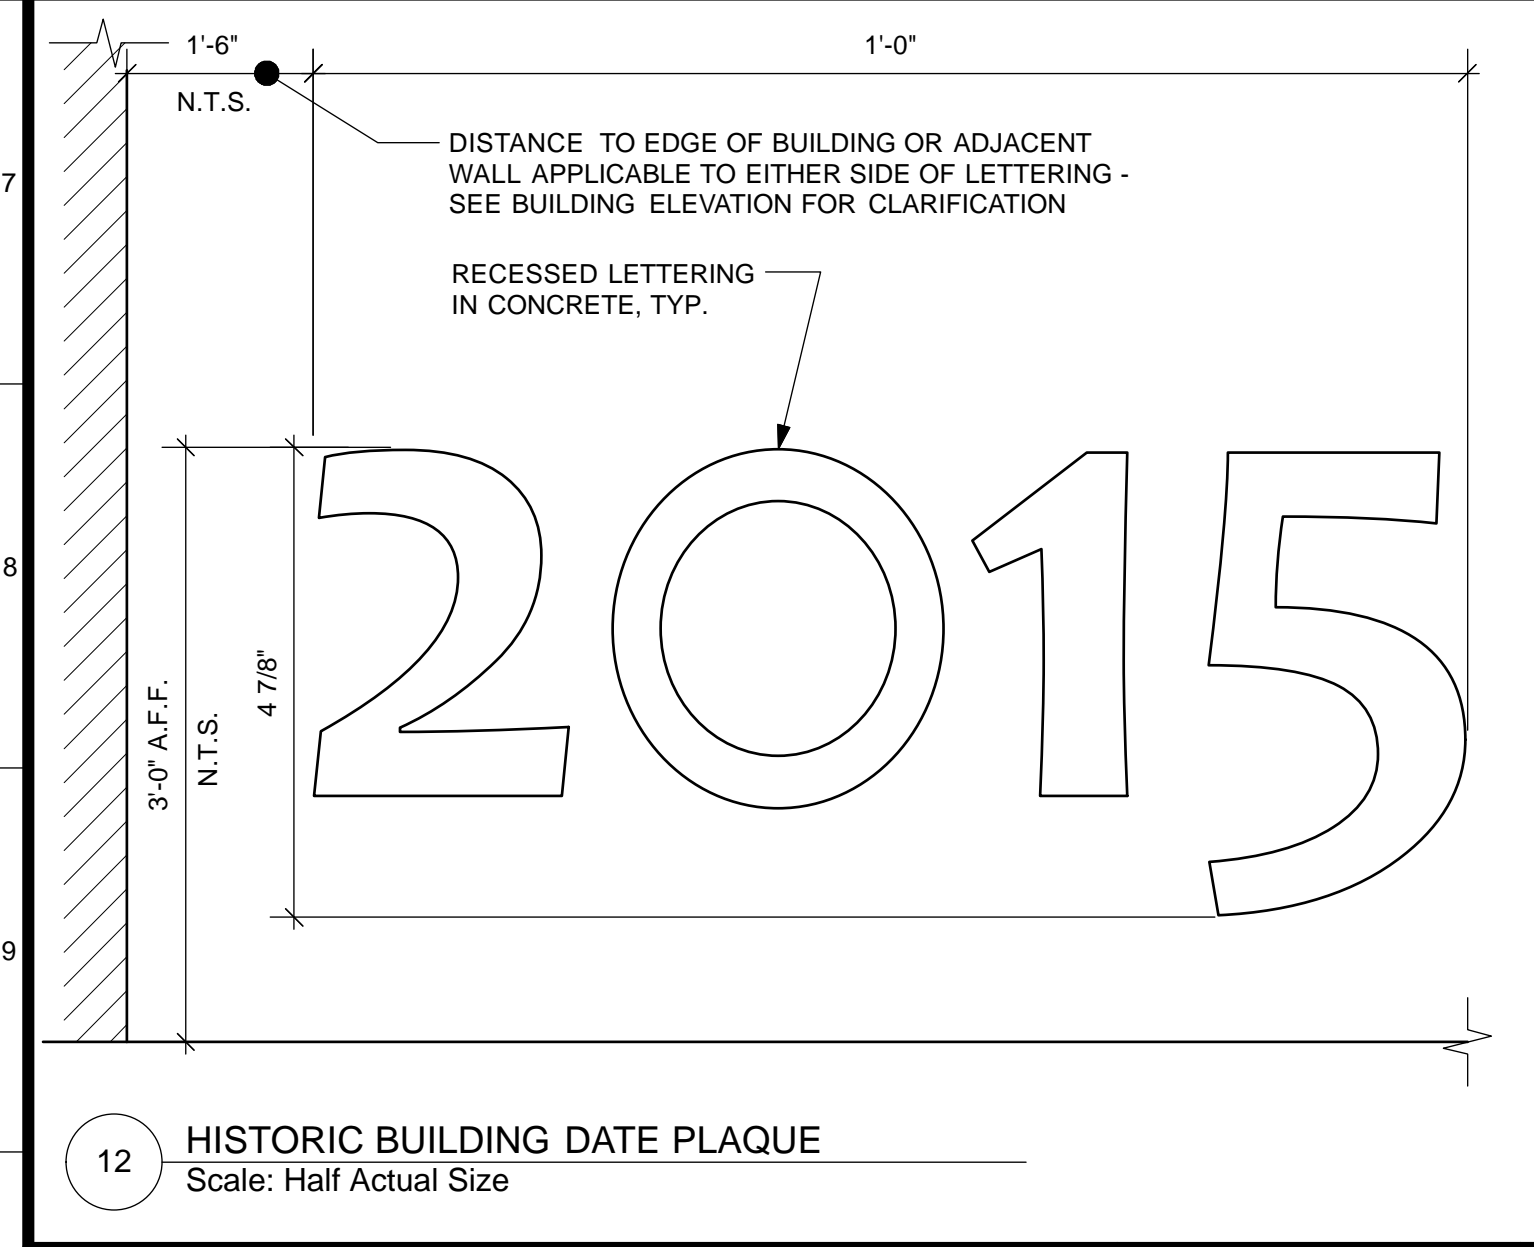 1'-6"
1'-0"
N.T.S.
DISTANCE TO EDGE OF BUILDING OR ADJACENT
WALL APPLICABLE TO EITHER SIDE OF LETTERING -
SEE BUILDING ELEVATION FOR CLARIFICATION
7
RECESSED LETTERING
IN CONCRETE, TYP.
2015
8
4 7/8"
3'-0" A.F.F.
N.T.S.
9
12
HISTORIC BUILDING DATE PLAQUE
Scale: Half Actual Size